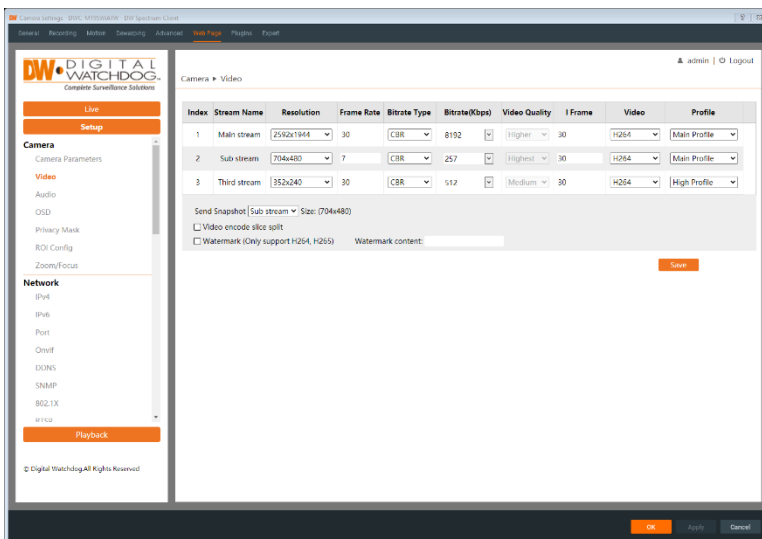 DW Camera Settings - DWC-MTT5Wi6WW - DW Spectrum Client
General Recording Motion Dewarping Advanced Web Page Plugins Expert
DW DIGITAL WATCHDOG
Complete Surveillance Solutions
admin | Logout
Camera ▸ Video
Live
Setup
Camera
Camera Parameters
Video
Audio
OSD
Privacy Mask
ROI Config
Zoom/Focus
Network
IPv4
IPv6
Port
Onvif
DDNS
SNMP
802.1X
RTSP
Playback
© Digital Watchdog.All Rights Reserved
Index Stream Name Resolution Frame Rate Bitrate Type Bitrate(Kbps) Video Quality I Frame Video Profile
1 Main stream 2592x1944 30 CBR 8192 Higher 30 H264 Main Profile
2 Sub stream 704x480 7 CBR 257 Highest 30 H264 Main Profile
3 Third stream 352x240 30 CBR 512 Medium 30 H264 High Profile
Send Snapshot Sub stream Size: (704x480)
Video encode slice split
Watermark (Only support H264, H265) Watermark content:
Save
OK Apply Cancel